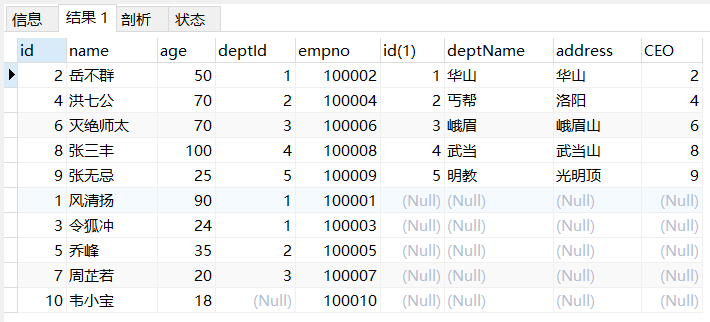 信息 结果 1 剖析 状态
id name age deptId empno id(1) deptName address CEO
2 岳不群 50 1 100002 1 华山 华山 2
4 洪七公 70 2 100004 2 丐帮 洛阳 4
6 灭绝师太 70 3 100006 3 峨眉 峨眉山 6
8 张三丰 100 4 100008 4 武当 武当山 8
9 张无忌 25 5 100009 5 明教 光明顶 9
1 风清扬 90 1 100001 (Null) (Null) (Null) (Null)
3 令狐冲 24 1 100003 (Null) (Null) (Null) (Null)
5 乔峰 35 2 100005 (Null) (Null) (Null) (Null)
7 周芷若 20 3 100007 (Null) (Null) (Null) (Null)
10 韦小宝 18 (Null) 100010 (Null) (Null) (Null) (Null)